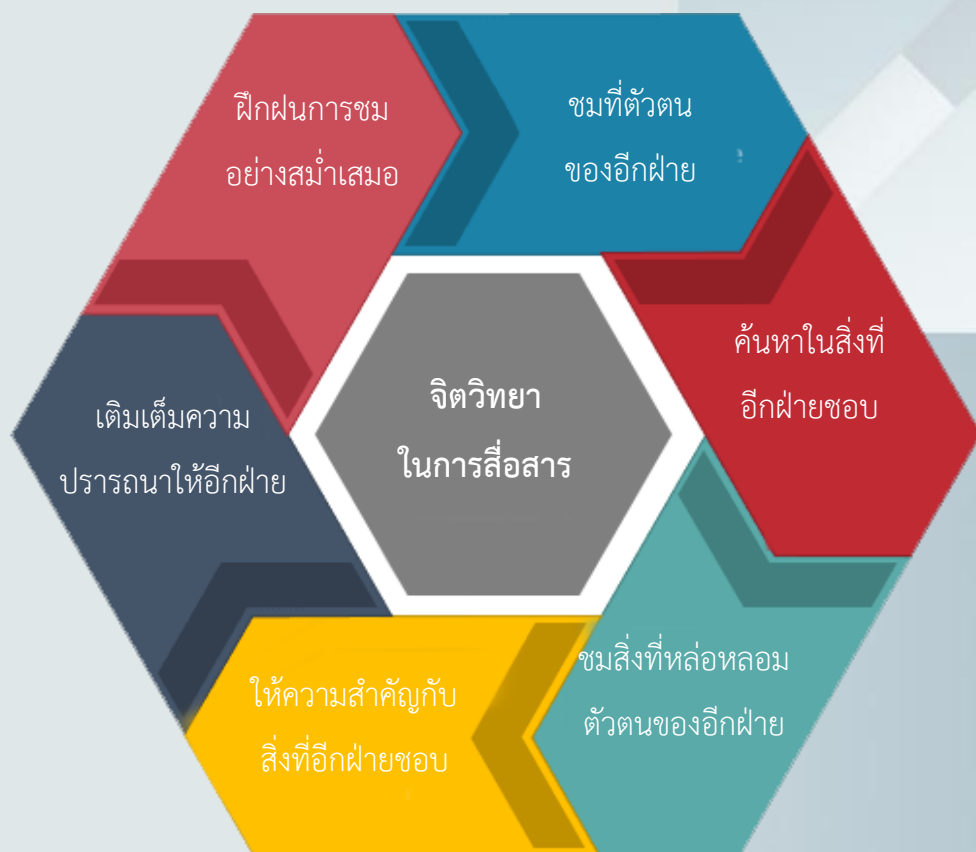 ฝึกฝนการชม
อย่างสม่ำเสมอ
ชมที่ตัวตน
ของอีกฝ่าย
ค้นหาในสิ่งที่
อีกฝ่ายชอบ
ชมสิ่งที่หล่อหลอม
ตัวตนของอีกฝ่าย
ให้ความสำคัญกับ
สิ่งที่อีกฝ่ายชอบ
เติมเต็มความ
ปรารถนาให้อีกฝ่าย
จิตวิทยา
ในการสื่อสาร